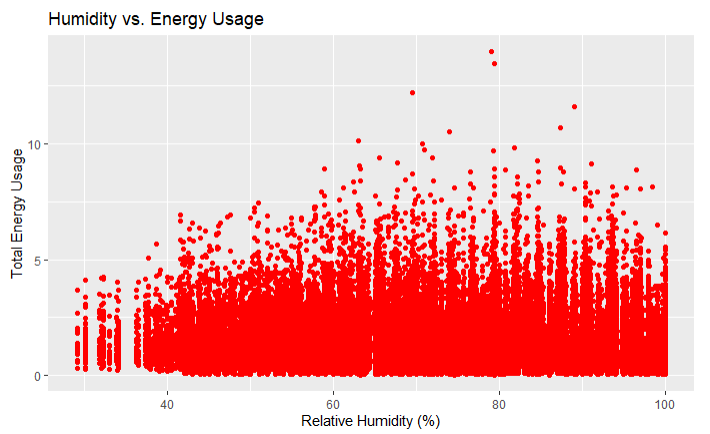 Humidity vs. Energy Usage
Total Energy Usage
10
5
0
40
60
80
100
Relative Humidity (%)